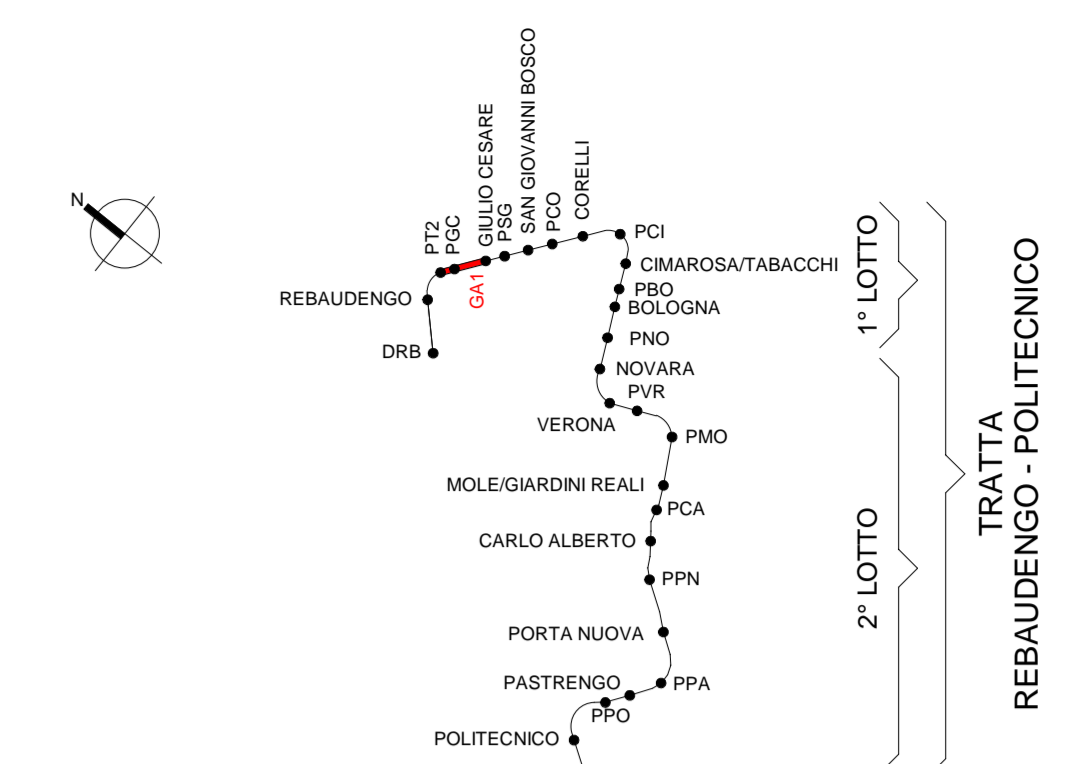 N
PT2
PGC
GIULIO CESARE
PSG
SAN GIOVANNI BOSCO
PCO
CORELLI
GA1
PCI
CIMAROSA/TABACCHI
REBAUDENGO
PBO
BOLOGNA
DRB
PNO
NOVARA
PVR
VERONA
PMO
MOLE/GIARDINI REALI
PCA
CARLO ALBERTO
PPN
PORTA NUOVA
PASTRENGO
PPA
PPO
POLITECNICO
1° LOTTO
2° LOTTO
TRATTA
REBAUDENGO - POLITECNICO